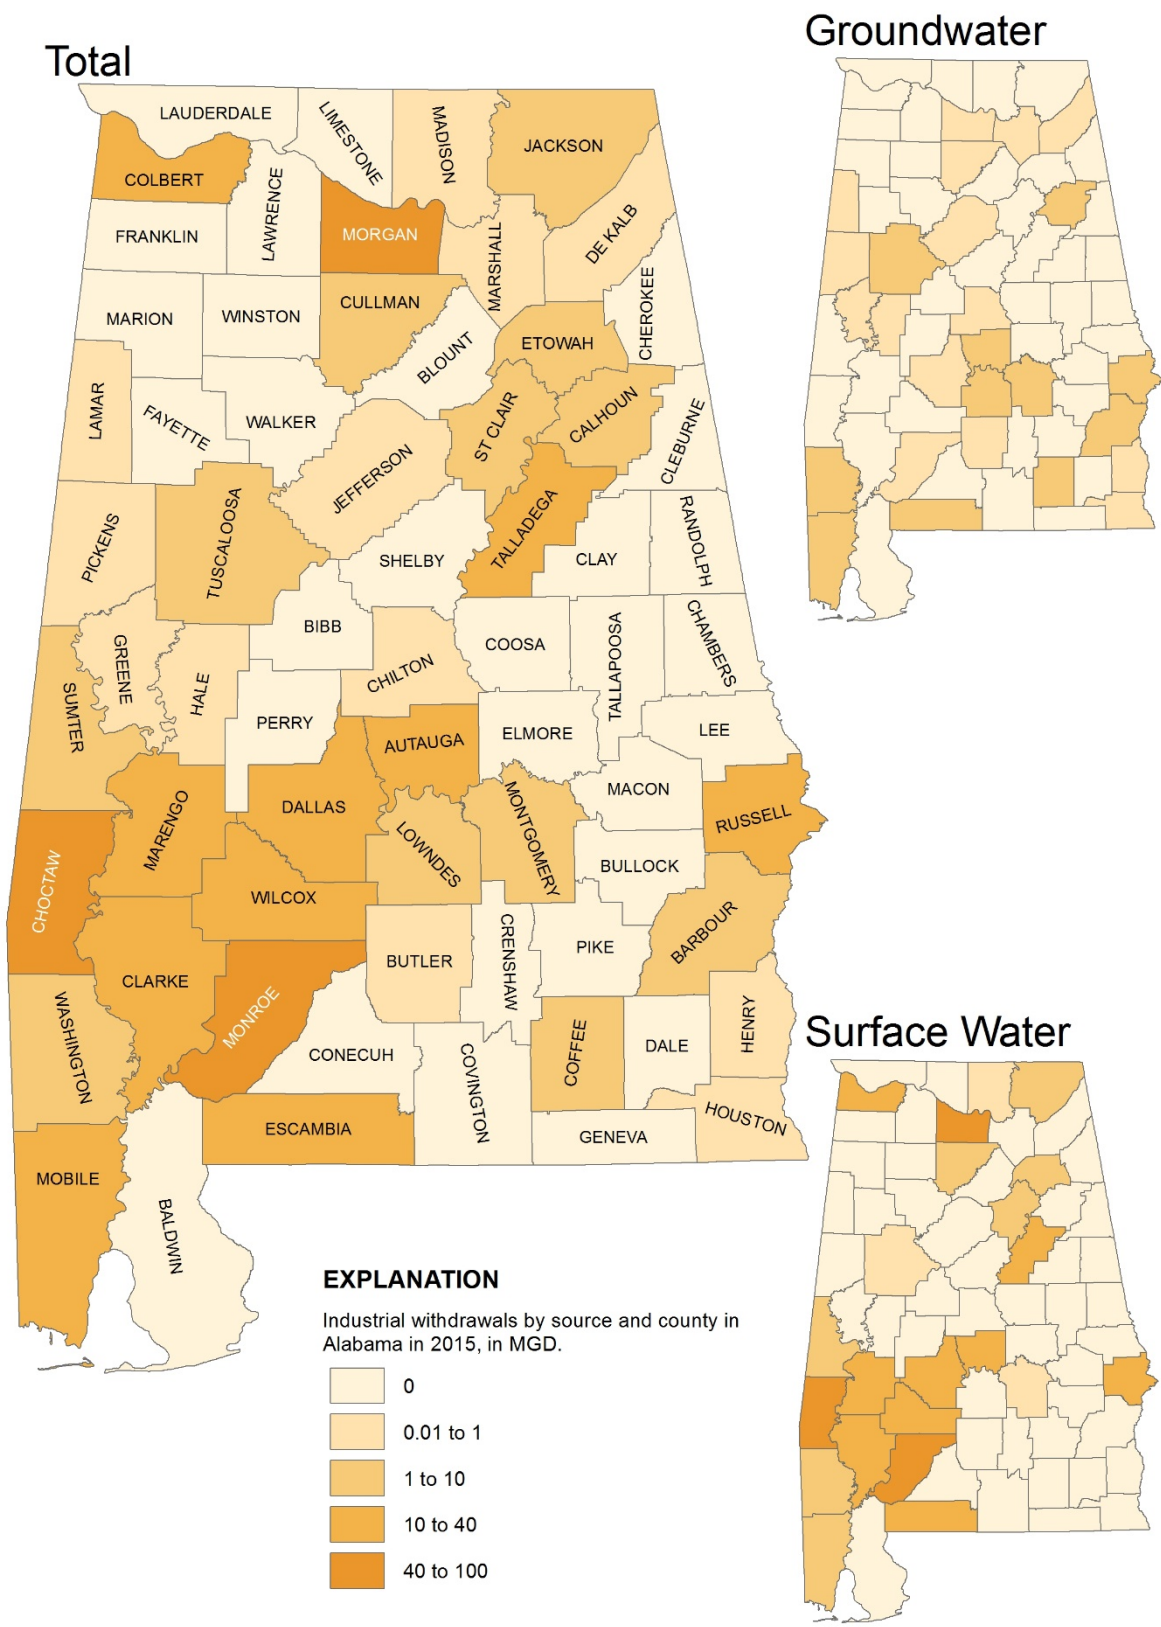 Total
Groundwater
LAUDERDALE
LIMESTONE
MADISON
JACKSON
COLBERT
LAWRENCE
FRANKLIN
MORGAN
MARSHALL
DE KALB
CHEROKEE
MARION
WINSTON
CULLMAN
BLOUNT
ETOWAH
LAMAR
FAYETTE
WALKER
JEFFERSON
ST CLAIR
CALHOUN
CLEBURNE
PICKENS
TUSCALOOSA
SHELBY
TALLADEGA
CLAY
RANDOLPH
BIBB
SUMTER
GREENE
HALE
PERRY
CHILTON
COOSA
TALLAPOOSA
CHAMBERS
AUTAUGA
ELMORE
LEE
MARENGO
DALLAS
LOWNDES
MONTGOMERY
MACON
RUSSELL
CHOCTAW
WILCOX
BULLOCK
CLARKE
MONROE
BUTLER
CRENSHAW
PIKE
BARBOUR
WASHINGTON
CONECUH
COVINGTON
COFFEE
DALE
HENRY
ESCAMBIA
GENEVA
HOUSTON
MOBILE
BALDWIN
Surface Water
EXPLANATION
Industrial withdrawals by source and county in
Alabama in 2015, in MGD.
0
0.01 to 1
1 to 10
10 to 40
40 to 100